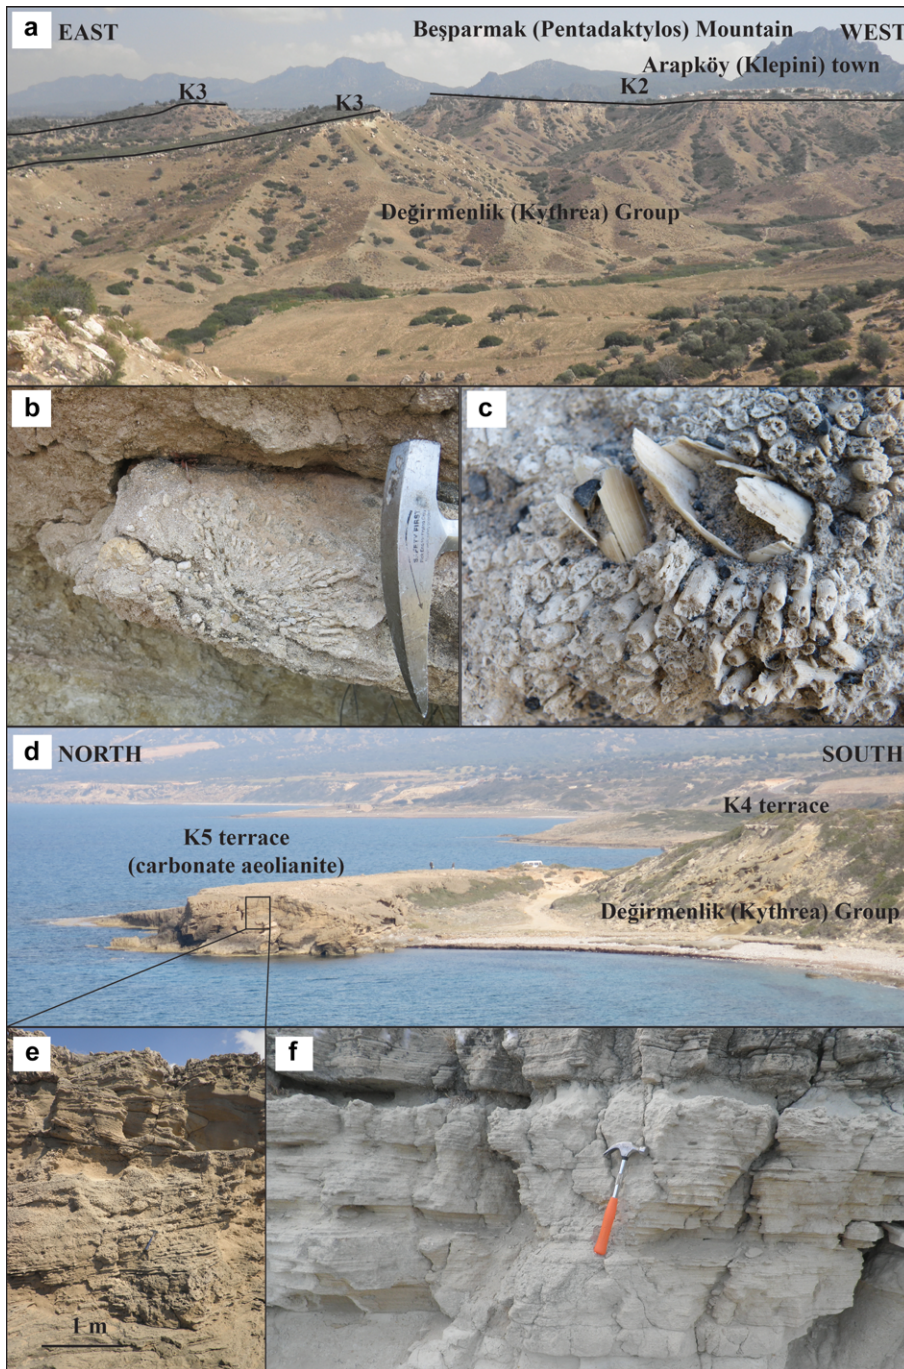 a
EAST
Beşparmak (Pentadaktylos) Mountain
WEST
Arapköy (Klepini) town
K3
K2
K3
Değirmenlik (Kythrea) Group
b
c
d
NORTH
SOUTH
K4 terrace
K5 terrace
(carbonate aeolianite)
Değirmenlik (Kythrea) Group
e
f
1 m